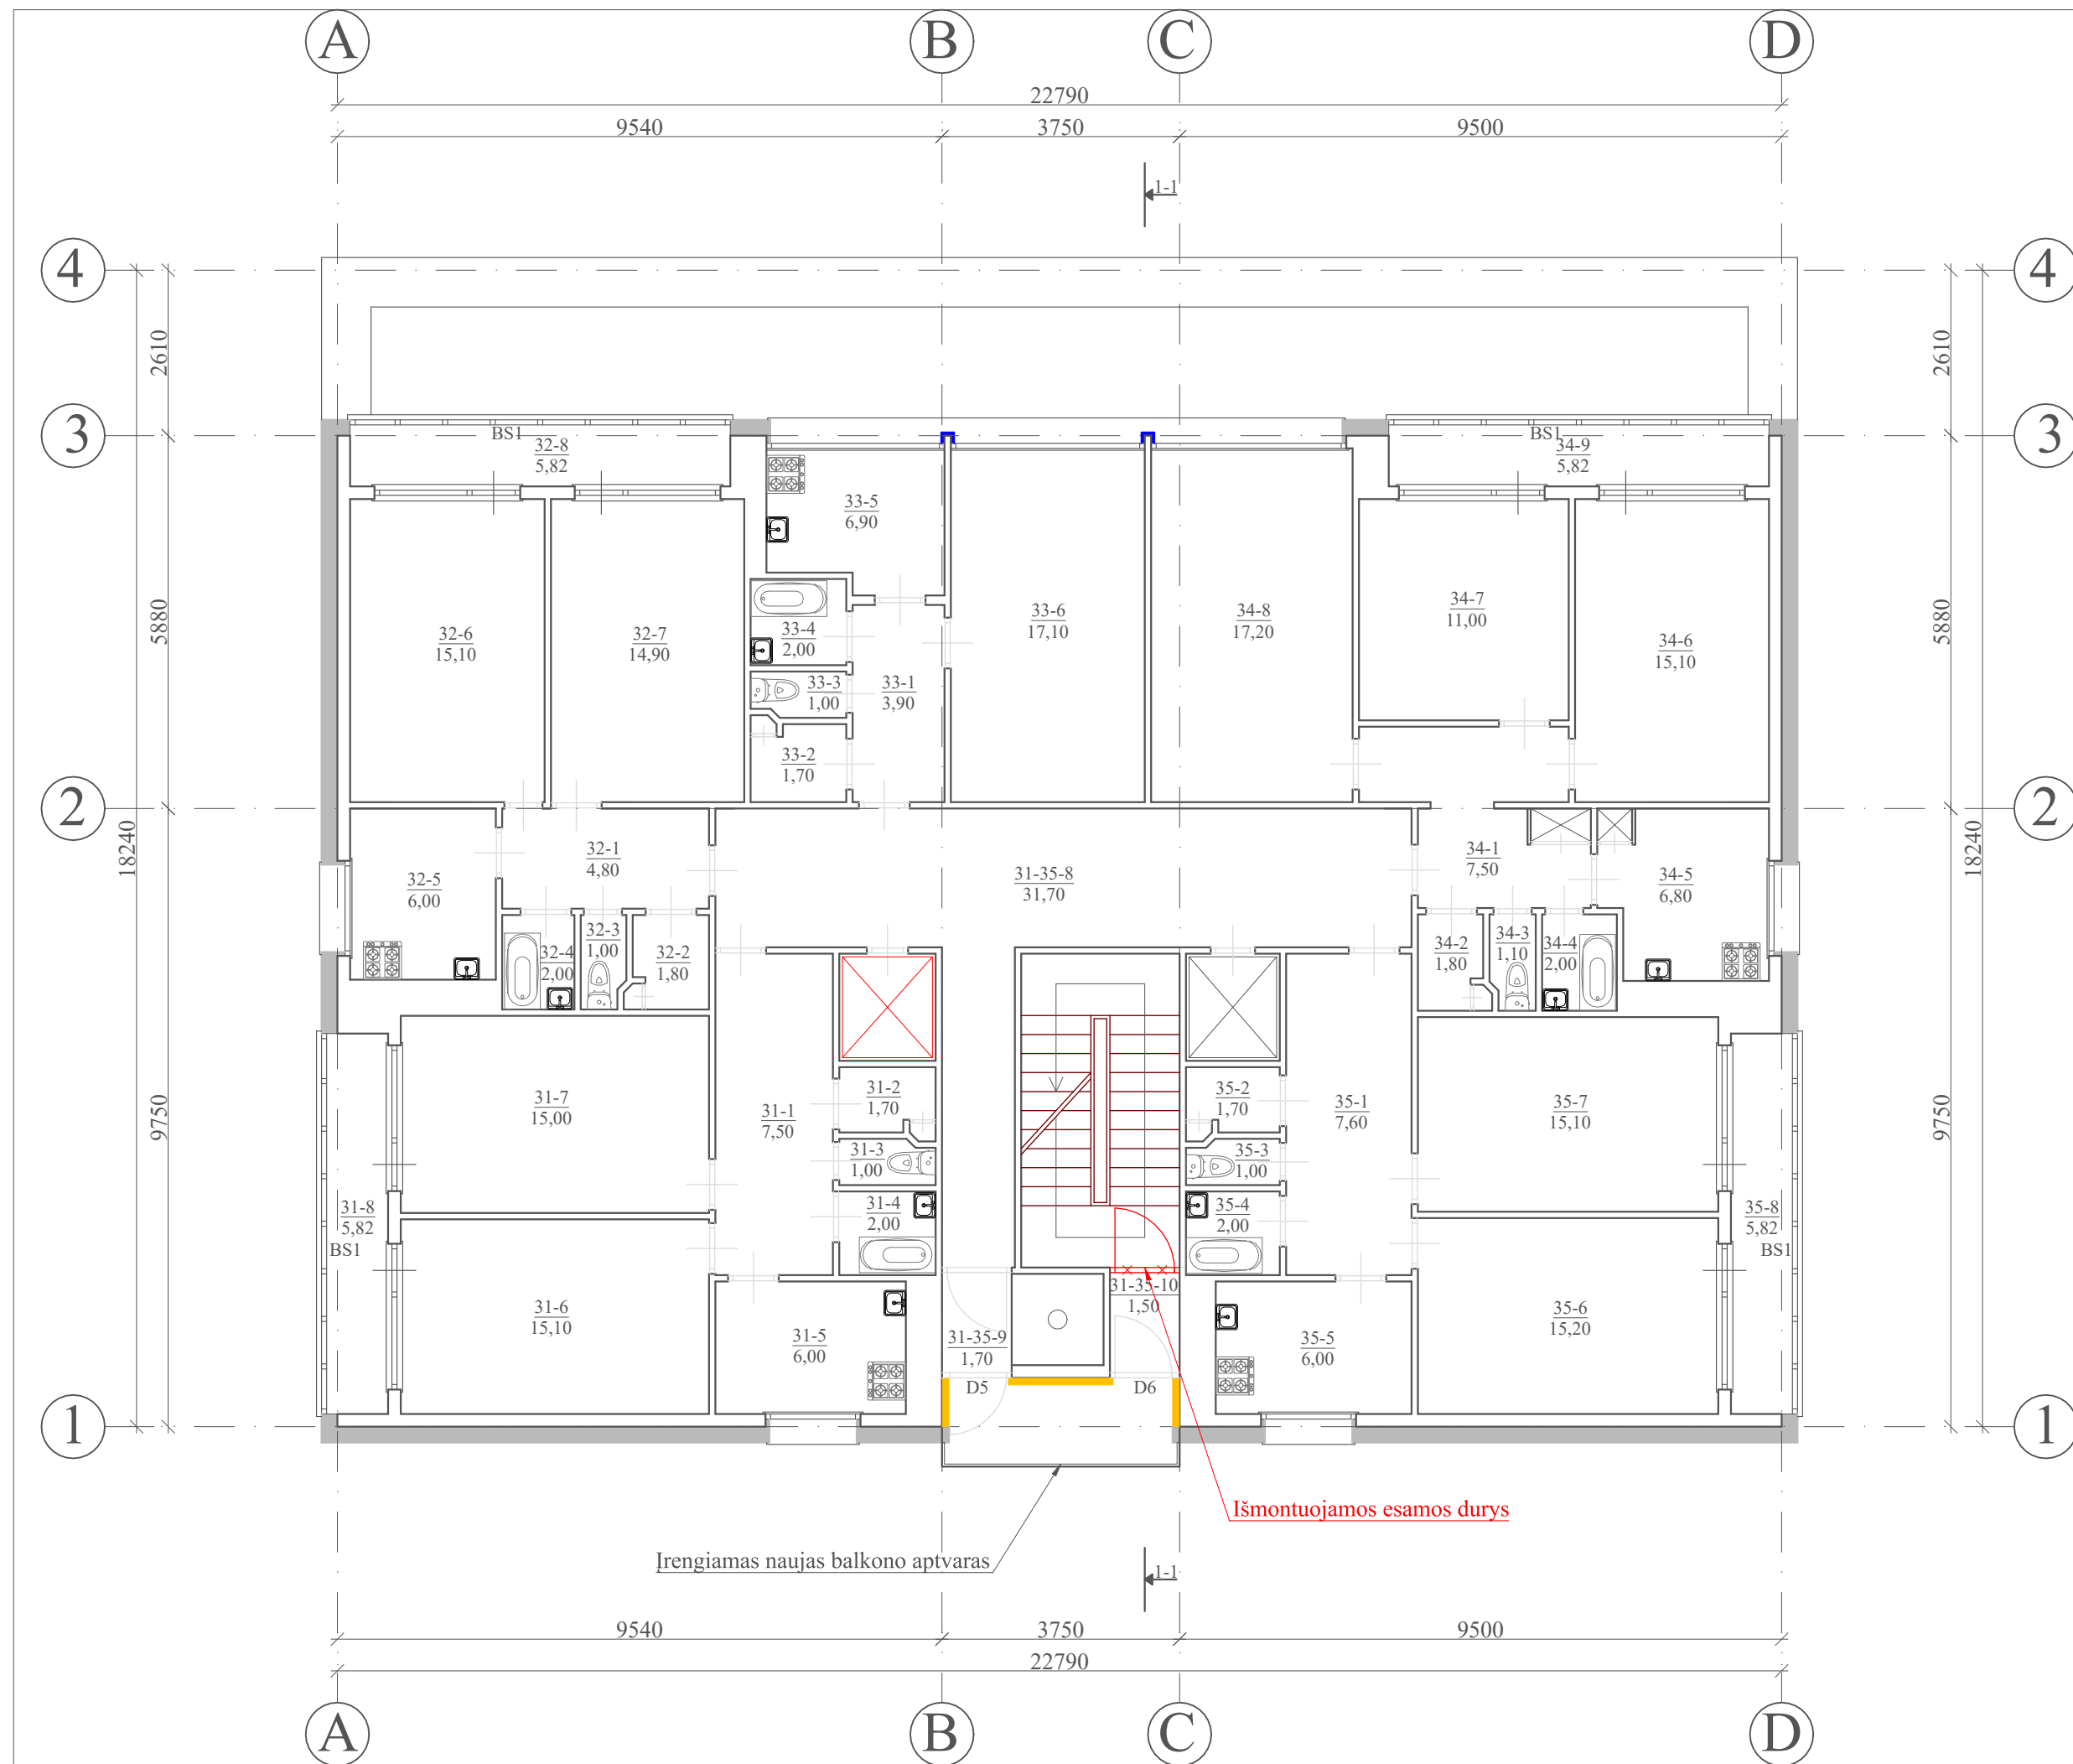 A B C D
22790
9540 3750 9500
1-1
4 4
2610 2610
3 3
BS1 BS1
32-8 34-9
5,82 5,82
33-5
6,90
5880 5880
32-6 32-7 33-4 33-6 34-8 34-7 34-6
15,10 14,90 2,00 17,10 17,20 11,00 15,10
33-3 33-1
1,00 3,90
33-2
1,70
2 2
18240 18240
32-1 34-1
4,80 7,50
32-5 31-35-8 34-5
6,00 31,70 6,80
32-4 32-3 32-2 34-2 34-3 34-4
2,00 1,00 1,80 1,80 1,10 2,00
9750 9750
31-7 31-1 31-2 35-2 35-1 35-7
15,00 7,50 1,70 1,70 7,60 15,10
31-3 35-3
1,00 1,00
31-8 31-4 35-4 35-8
5,82 2,00 2,00 5,82
BS1 BS1
31-35-10
1,50
31-6 31-5 31-35-9 35-5 35-6
15,10 6,00 1,70 6,00 15,20
D5 D6
1 1
Išmontuojamos esamos durys
Įrengiamas naujas balkono aptvaras
1-1
9540 3750 9500
22790
A B C D